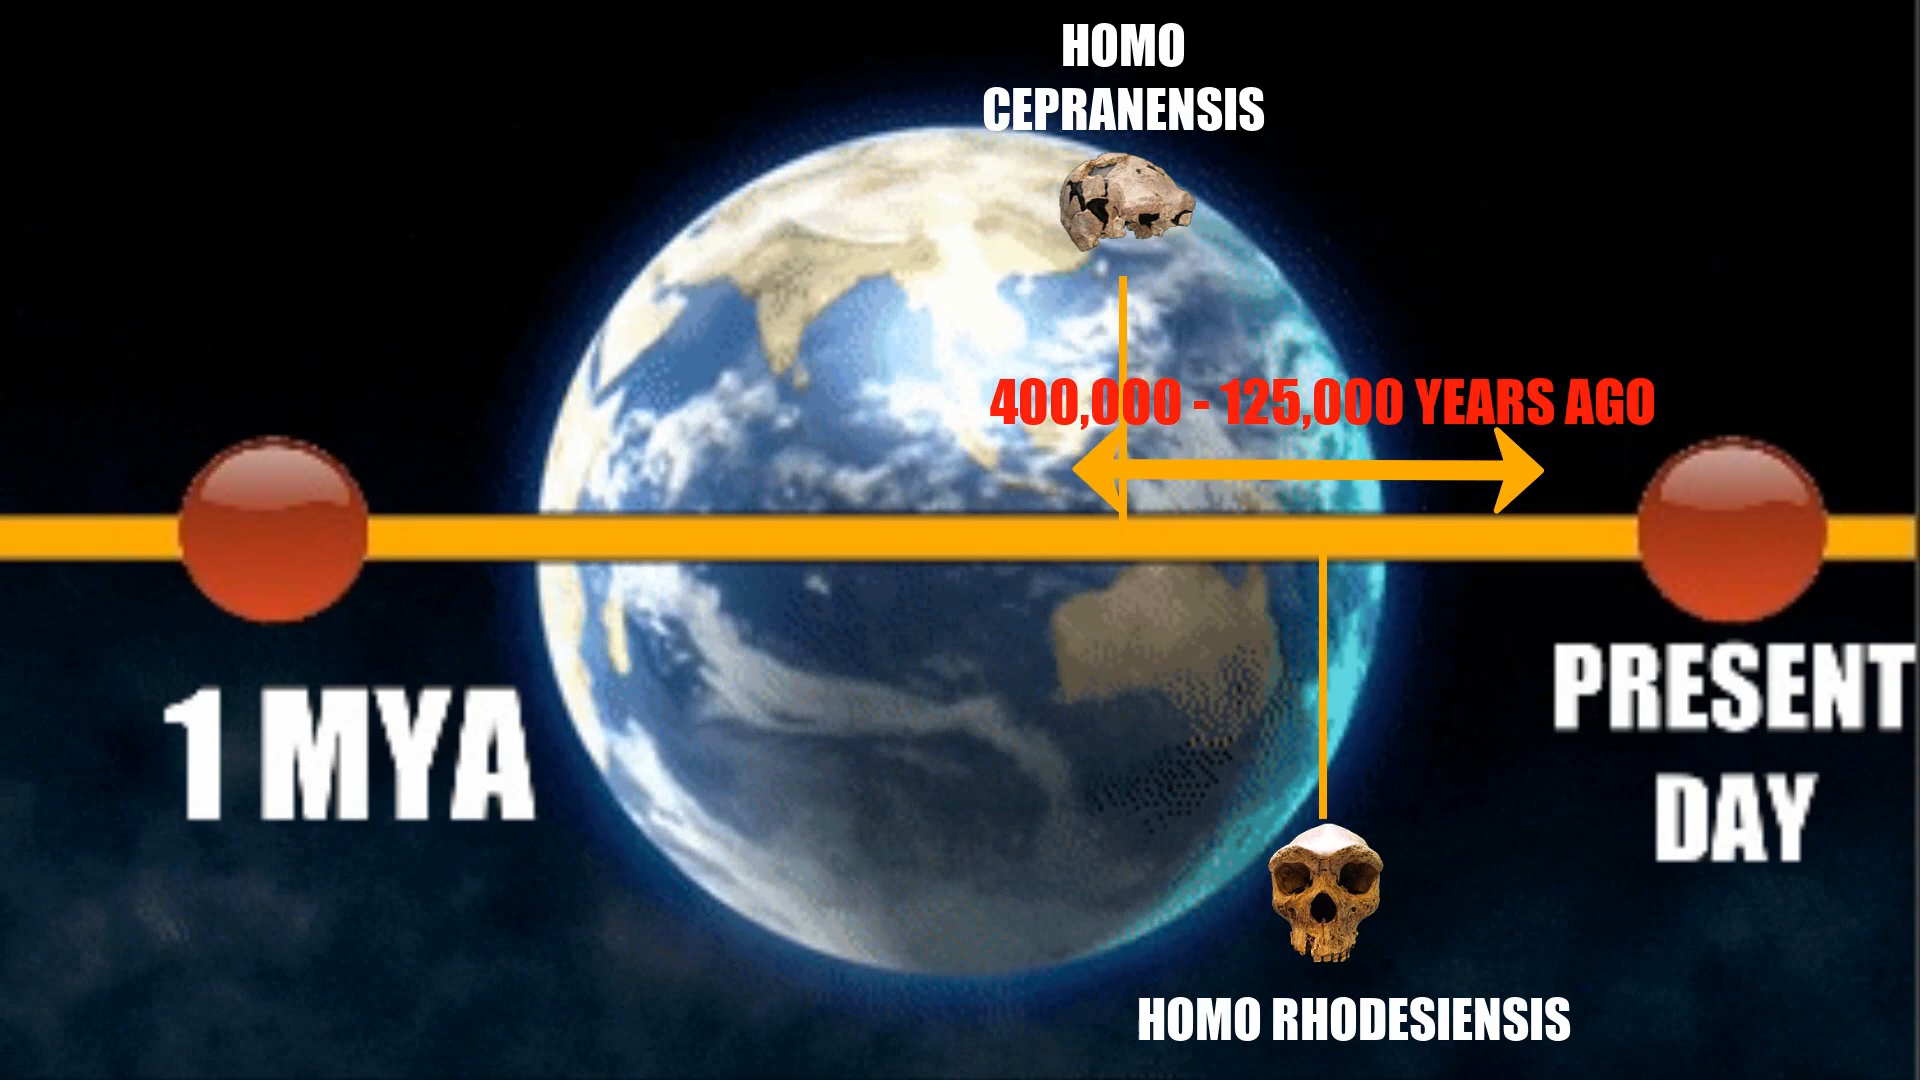 HOMO
CEPRANENSIS
400,000 - 125,000 YEARS AGO
1 MYA
PRESENT
DAY
HOMO RHODESIENSIS